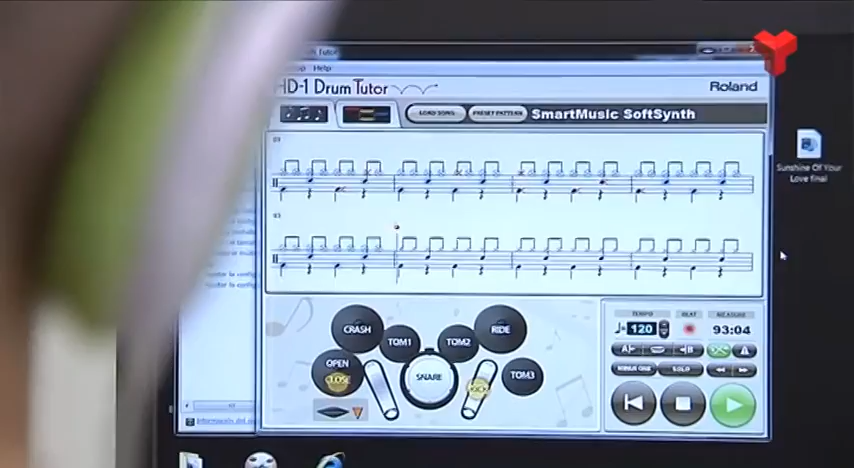 Help
HD-1 Drum Tutor
Roland
LOAD SONG
PRESET PATTERN
SmartMusic SoftSynth
Sunshine Of Your
Love final
93
CRASH
TOM1
TOM2
RIDE
OPEN
CLOSE
SNARE
KICK
TOM3
TEMPO
BEAT
MEASURE
120
93:04
A
B
MINUS ONE
SOLO